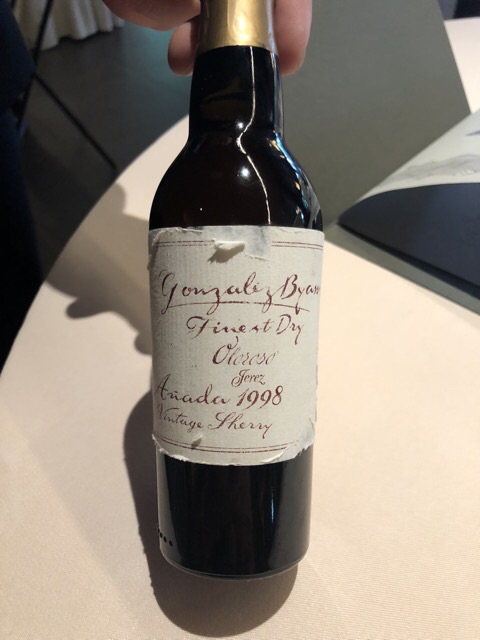 Gonzalez Byass
Finest Dry
Oloroso
Jerez
Añada 1998
Vintage Sherry